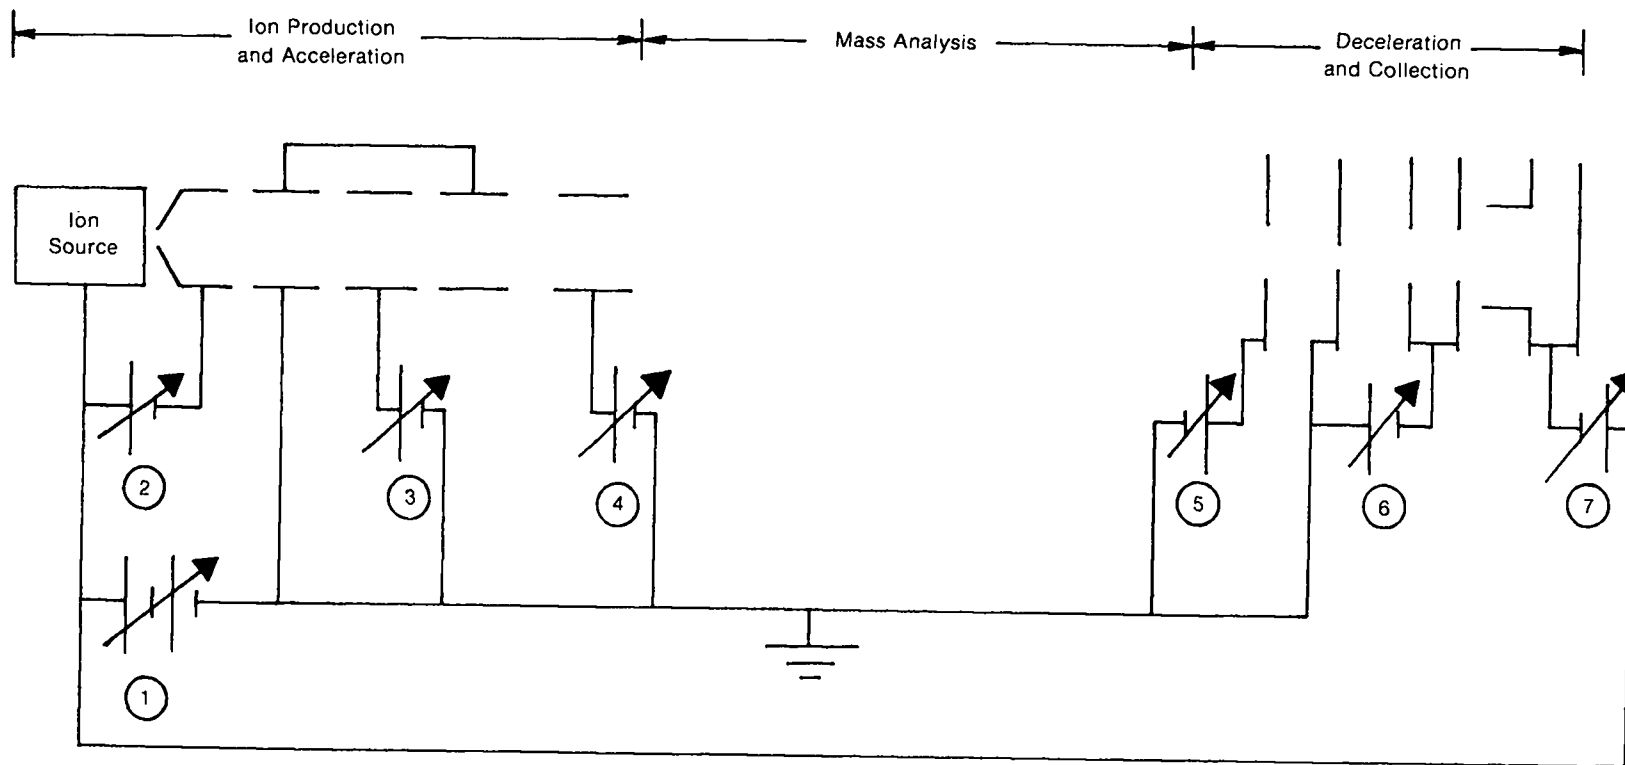 Ion Production
and Acceleration
Mass Analysis
Deceleration
and Collection
Ion
Source
2
3
4
5
6
7
1